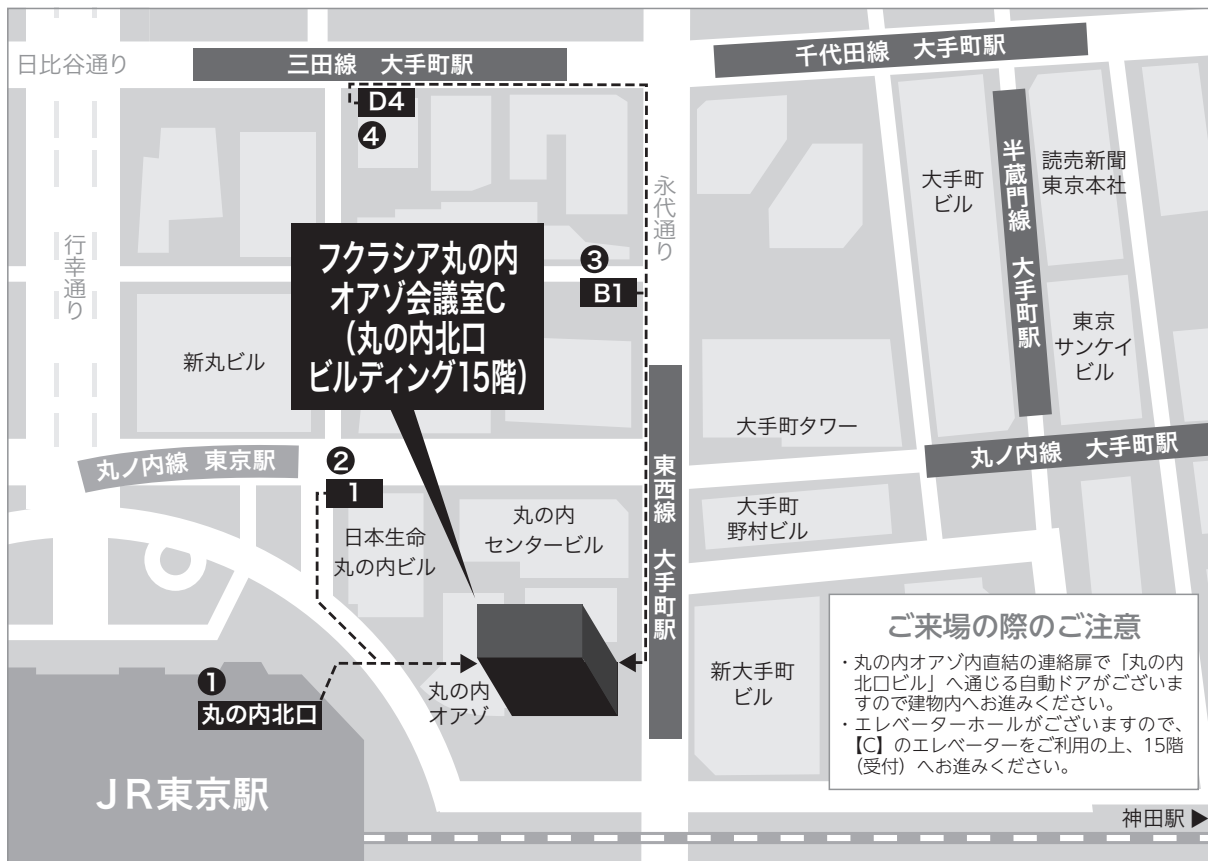 日比谷通り
三田線 大手町駅
千代田線 大手町駅
D4
❹
行幸通り
永代通り
大手町
ビル
半蔵門線 大手町駅
読売新聞
東京本社
フクラシア丸の内
オアゾ会議室C
(丸の内北口
ビルディング15階)
❸
B1
新丸ビル
東京
サンケイ
ビル
大手町タワー
丸ノ内線 東京駅
❷
1
東西線 大手町駅
丸ノ内線 大手町駅
日本生命
丸の内ビル
丸の内
センタービル
大手町
野村ビル
❶
丸の内北口
丸の内
オアゾ
新大手町
ビル
ご来場の際のご注意
・丸の内オアゾ内直結の連絡扉で「丸の内
北口ビル」へ通じる自動ドアがございま
すので建物内へお進みください。
・エレベーターホールがございますので、
【C】のエレベーターをご利用の上、15階
(受付)へお進みください。
JR東京駅
神田駅▶